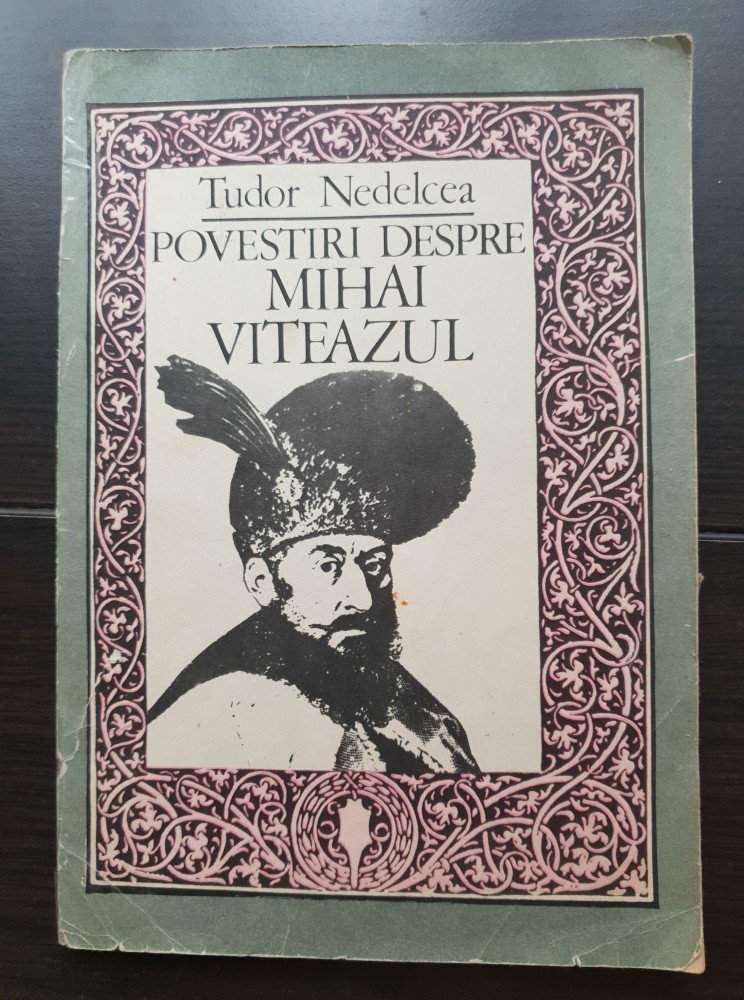 Tudor Nedelcea
POVESTIRI DESPRE
MIHAI
VITEAZUL